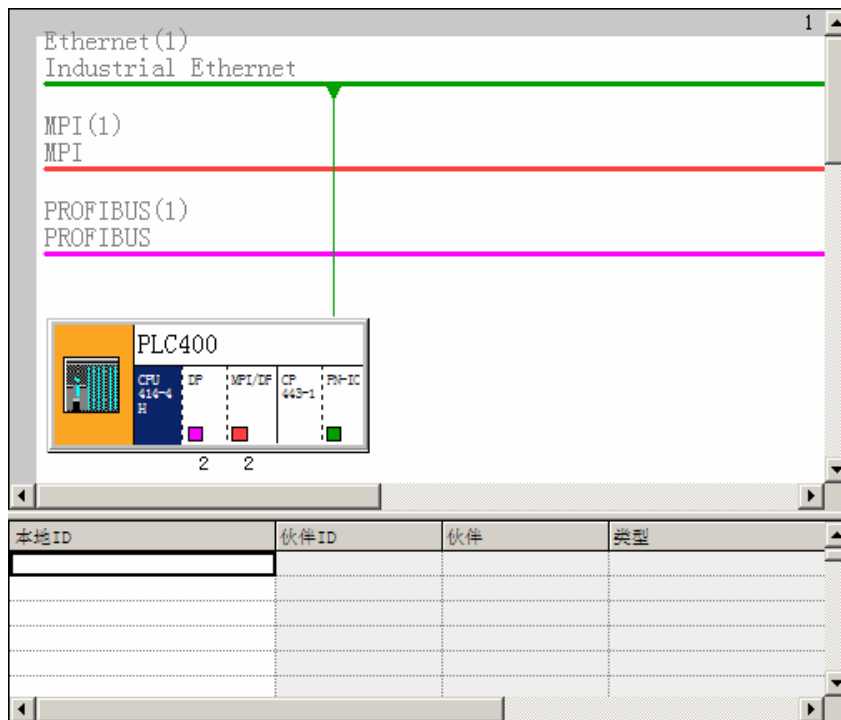 1
Ethernet(1)
Industrial Ethernet
MPI(1)
MPI
PROFIBUS(1)
PROFIBUS
PLC400
CPU 414-4 H
DP
MPI/DP
CP 443-1
PN-IO
2 2
本地ID 伙伴ID 伙伴 类型